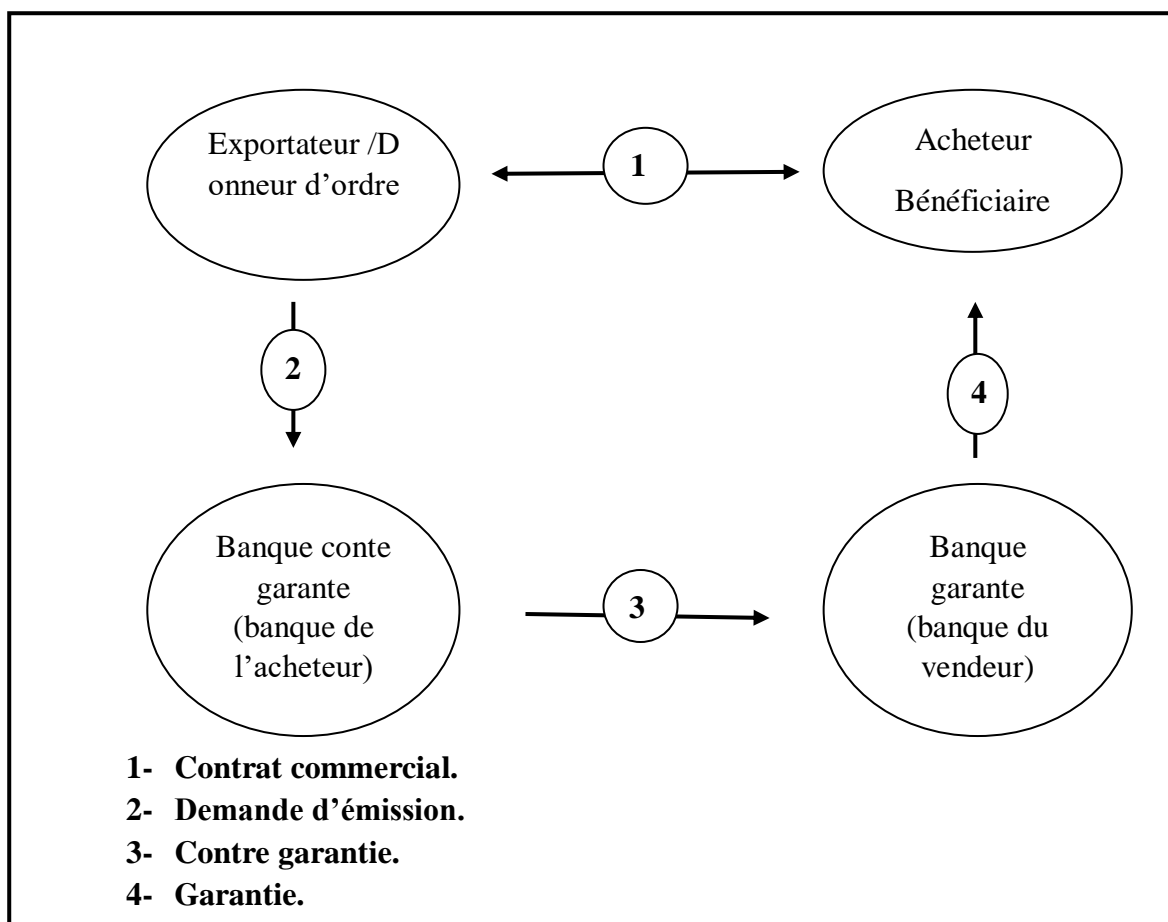 Exportateur /D
onneur d’ordre
1
Acheteur
Bénéficiaire
2
4
Banque conte
garante
(banque de
l’acheteur)
3
Banque
garante
(banque du
vendeur)
1- Contrat commercial.
2- Demande d’émission.
3- Contre garantie.
4- Garantie.